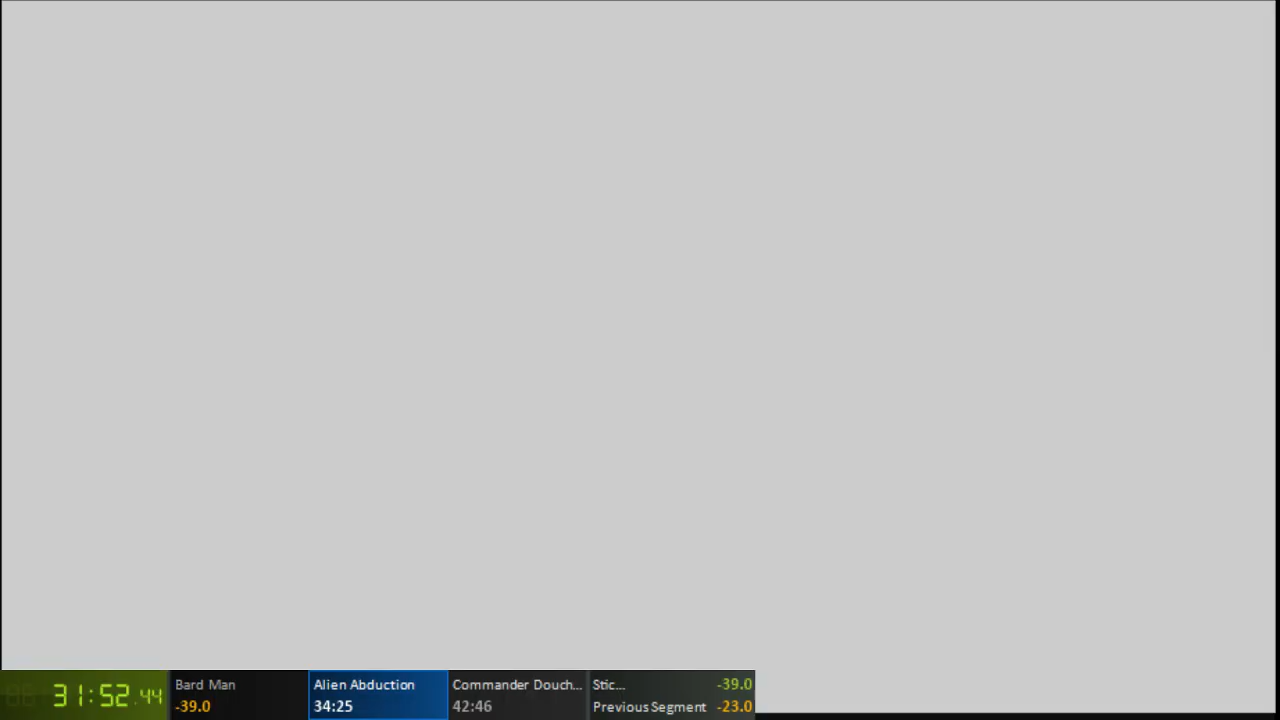 31:52.44
Bard Man
-39.0
Alien Abduction
34:25
Commander Douch...
42:46
Stic... -39.0
Previous Segment -23.0